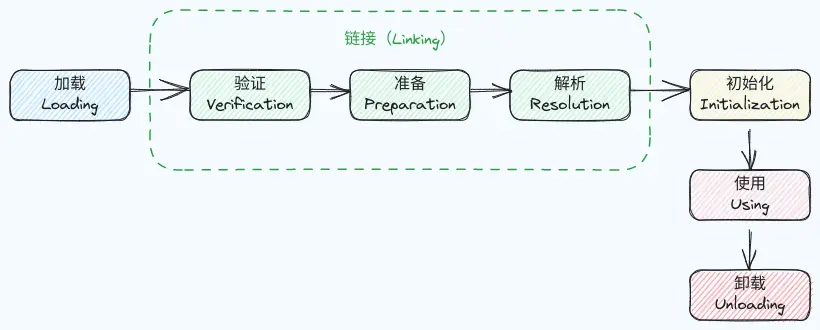 链接（Linking）
加载
Loading
验证
Verification
准备
Preparation
解析
Resolution
初始化
Initialization
使用
Using
卸载
Unloading